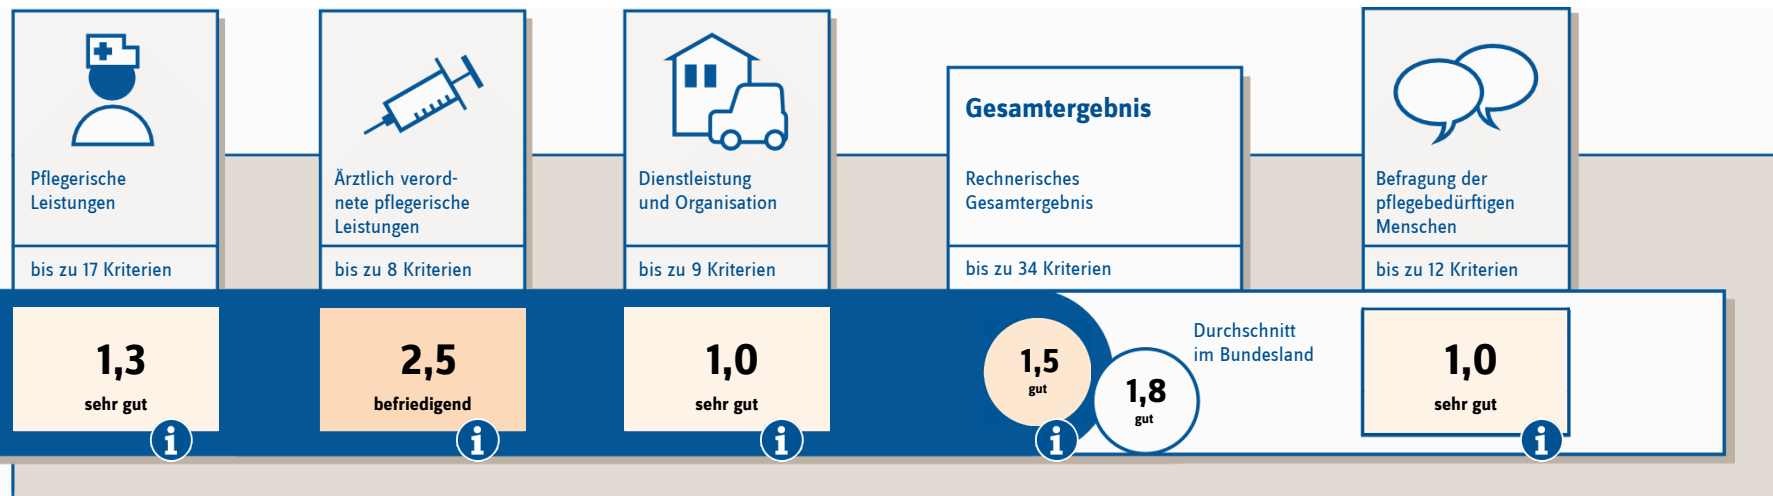 Pflegerische
Leistungen
bis zu 17 Kriterien
1,3
sehr gut
i
Ärztlich verord-
nete pflegerische
Leistungen
bis zu 8 Kriterien
2,5
befriedigend
i
Dienstleistung
und Organisation
bis zu 9 Kriterien
1,0
sehr gut
i
Gesamtergebnis
Rechnerisches
Gesamtergebnis
bis zu 34 Kriterien
1,5
gut
i
1,8
gut
Durchschnitt
im Bundesland
Befragung der
pflegebedürftigen
Menschen
bis zu 12 Kriterien
1,0
sehr gut
i